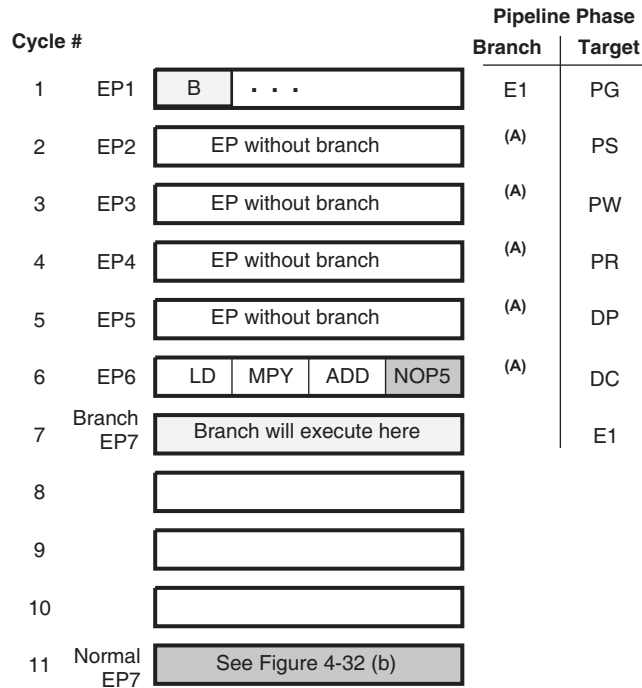 Pipeline Phase
Cycle # Branch Target
1 EP1 B . . . E1 PG
2 EP2 EP without branch (A) PS
3 EP3 EP without branch (A) PW
4 EP4 EP without branch (A) PR
5 EP5 EP without branch (A) DP
6 EP6 LD MPY ADD NOP5 (A) DC
7 Branch EP7 Branch will execute here E1
8
9
10
11 Normal EP7 See Figure 4-32 (b)